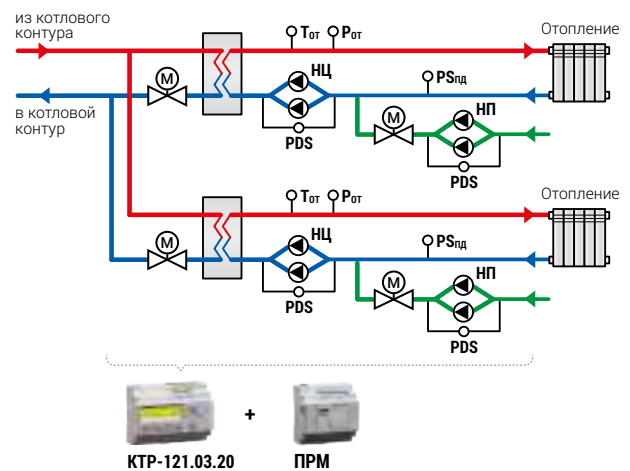 из котлового
контура
Tот Pот
Отопление
M НЦ
PSпд
в котловой
контур
M НП
PDS
PDS
Tот Pот
Отопление
M НЦ
PSпд
M НП
PDS
PDS
+
КТР-121.03.20 ПРМ